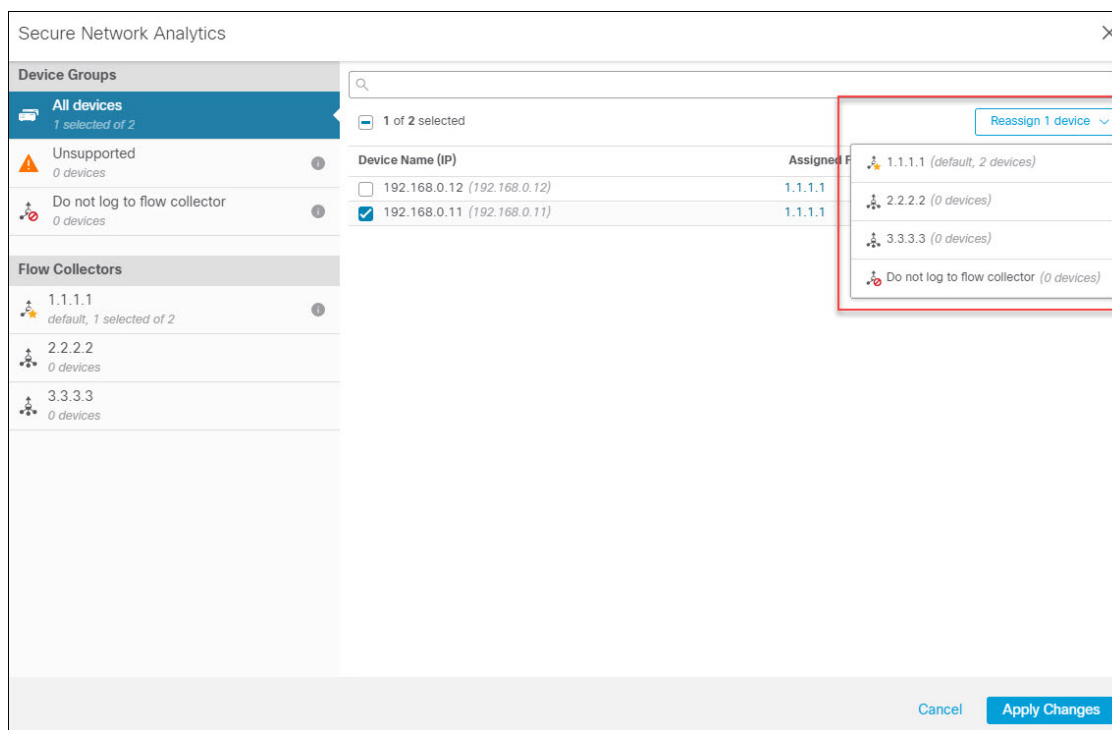 Secure Network Analytics
Device Groups
All devices
1 selected of 2
Unsupported
0 devices
Do not log to flow collector
0 devices
Flow Collectors
1.1.1.1
default, 1 selected of 2
2.2.2.2
0 devices
3.3.3.3
0 devices
1 of 2 selected
Reassign 1 device
Device Name (IP) Assigned F
192.168.0.12 (192.168.0.12) 1.1.1.1
192.168.0.11 (192.168.0.11) 1.1.1.1
1.1.1.1 (default, 2 devices)
2.2.2.2 (0 devices)
3.3.3.3 (0 devices)
Do not log to flow collector (0 devices)
Cancel Apply Changes